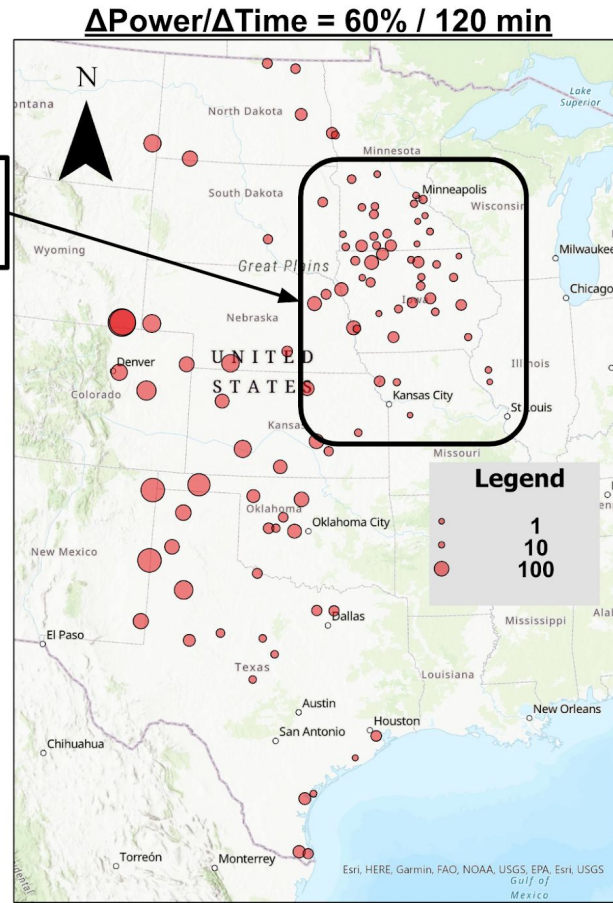 ΔPower/ΔTime = 60% / 120 min
N
ontana
North Dakota
Lake
Superior
Minnesota
Minneapolis
South Dakota
Wisconsin
Wyoming
Milwaukee
Great Plains
Chicago
Iowa
Nebraska
UNITED
STATES
Denver
Illinois
Colorado
Kansas City
St Louis
Kansas
Missouri
Legend
1
10
100
Oklahoma
Oklahoma City
New Mexico
Mississippi
Alab
Dallas
El Paso
Texas
Louisiana
Austin
New Orleans
Houston
San Antonio
Chihuahua
Torreón
Monterrey
Esri, HERE, Garmin, FAO, NOAA, USGS, EPA, Esri, USGS
Gulf of
Mexico